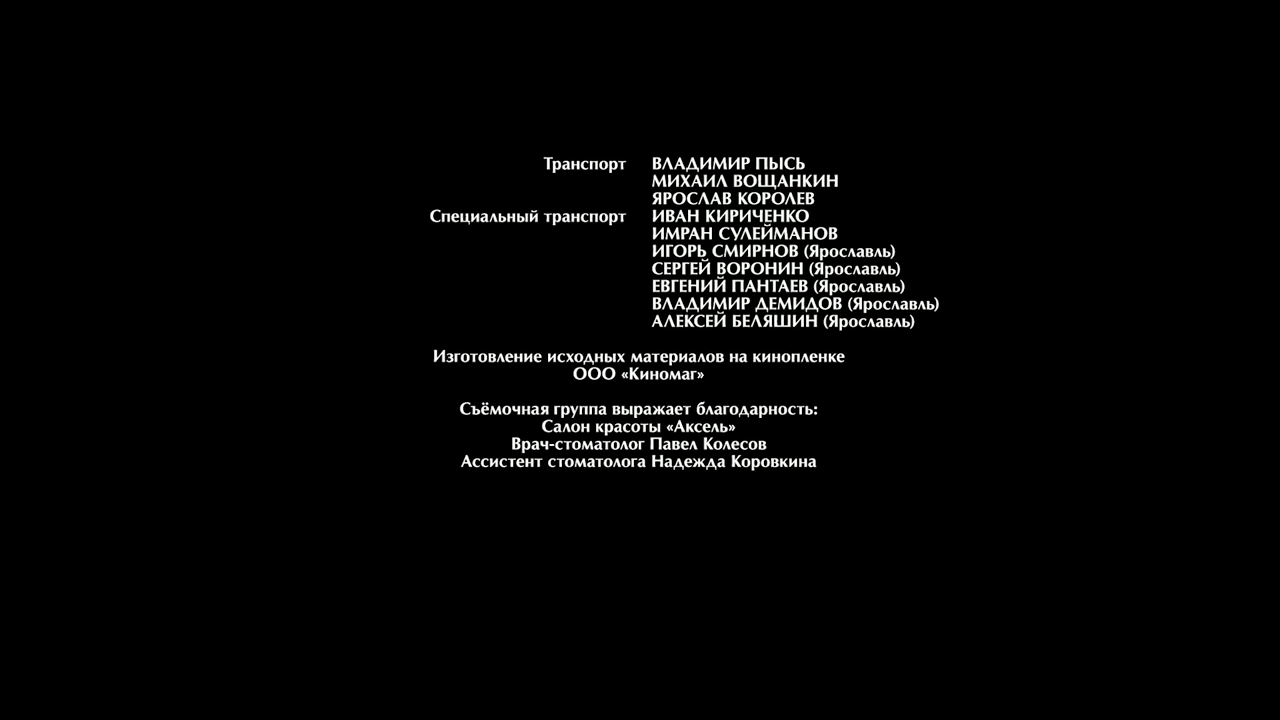 Транспорт ВЛАДИМИР ПЫСЬ
МИХАИЛ ВОЩАНКИН
ЯРОСЛАВ КОРОЛЕВ
Специальный транспорт ИВАН КИРИЧЕНКО
ИМРАН СУЛЕЙМАНОВ
ИГОРЬ СМИРНОВ (Ярославль)
СЕРГЕЙ ВОРОНИН (Ярославль)
ЕВГЕНИЙ ПАНТАЕВ (Ярославль)
ВЛАДИМИР ДЕМИДОВ (Ярославль)
АЛЕКСЕЙ БЕЛЯШИН (Ярославль)
Изготовление исходных материалов на кинопленке
ООО «Киномаг»
Съёмочная группа выражает благодарность:
Салон красоты «Аксель»
Врач-стоматолог Павел Колесов
Ассистент стоматолога Надежда Коровкина